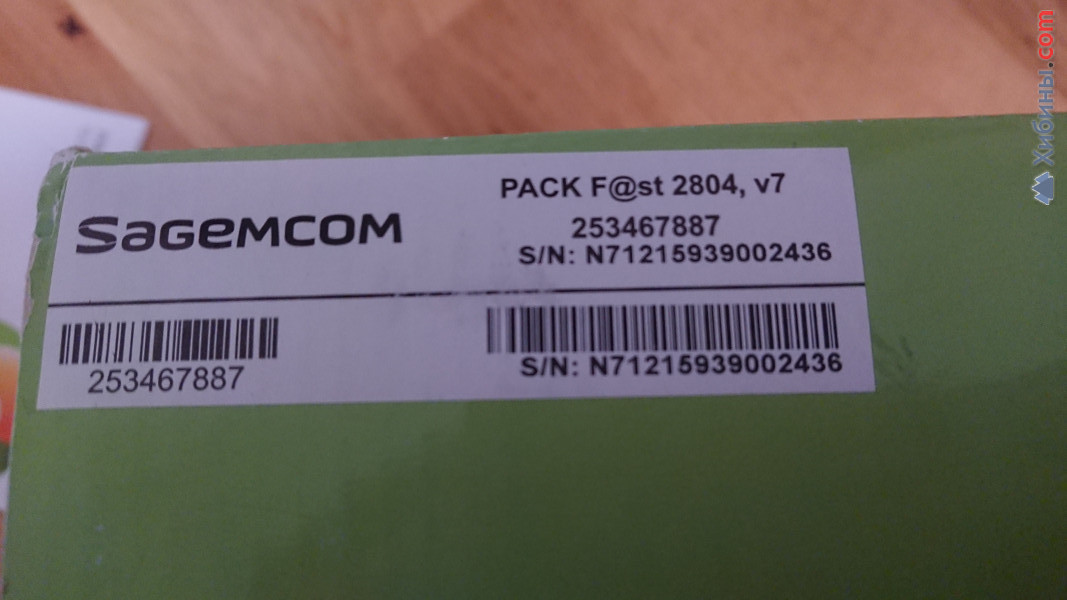 SAGEMCOM
PACK F@st 2804, v7
253467887
S/N: N71215939002436
253467887
S/N: N71215939002436
Хибины.com